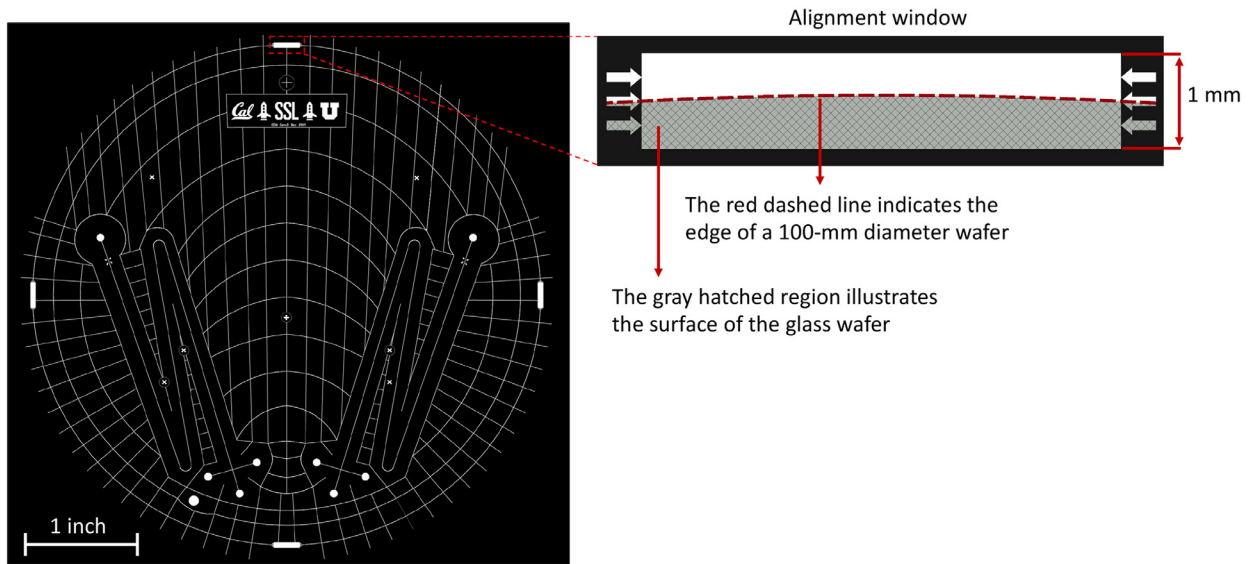 Alignment window
Cal SSL U
1 mm
The red dashed line indicates the
edge of a 100-mm diameter wafer
The gray hatched region illustrates
the surface of the glass wafer
1 inch